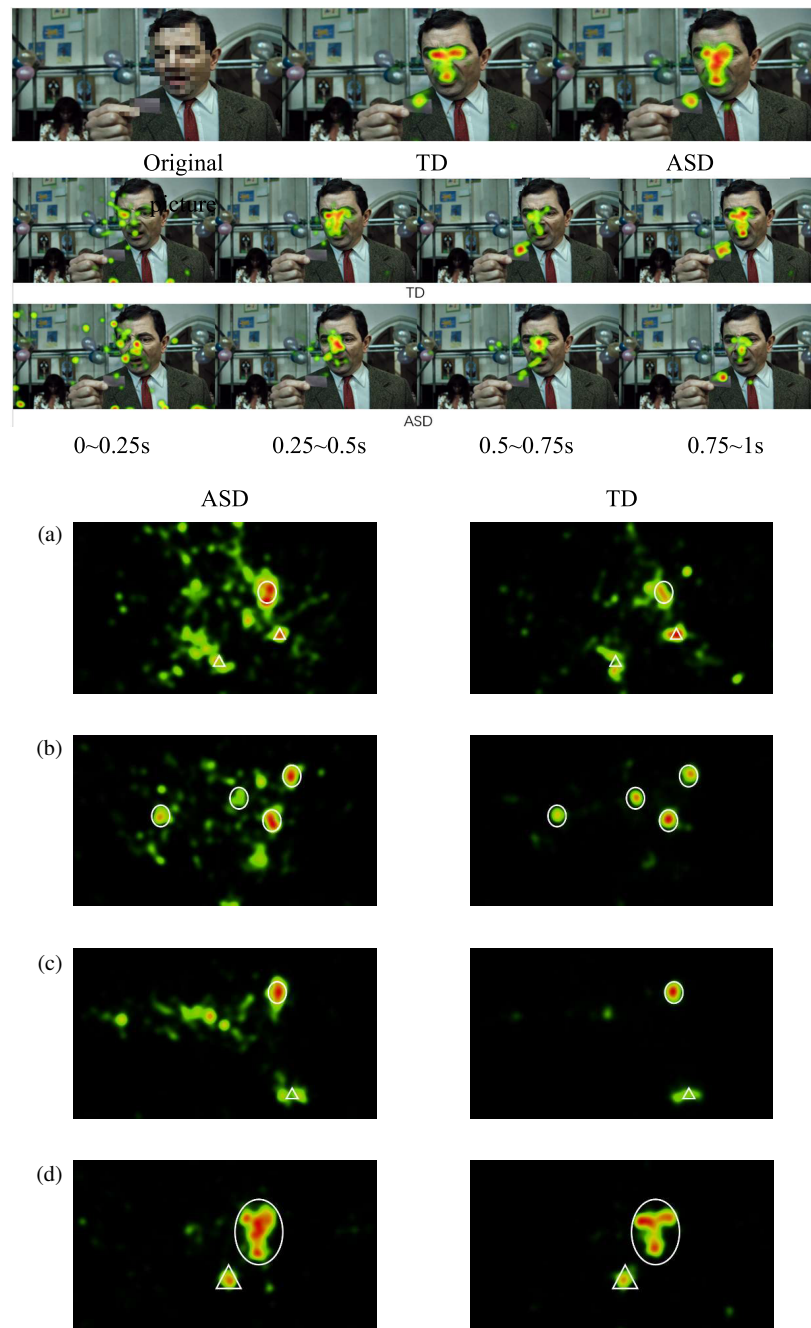 Original
picture
TD
ASD
TD
ASD
0~0.25s
0.25~0.5s
0.5~0.75s
0.75~1s
ASD
TD
(a)
(b)
(c)
(d)